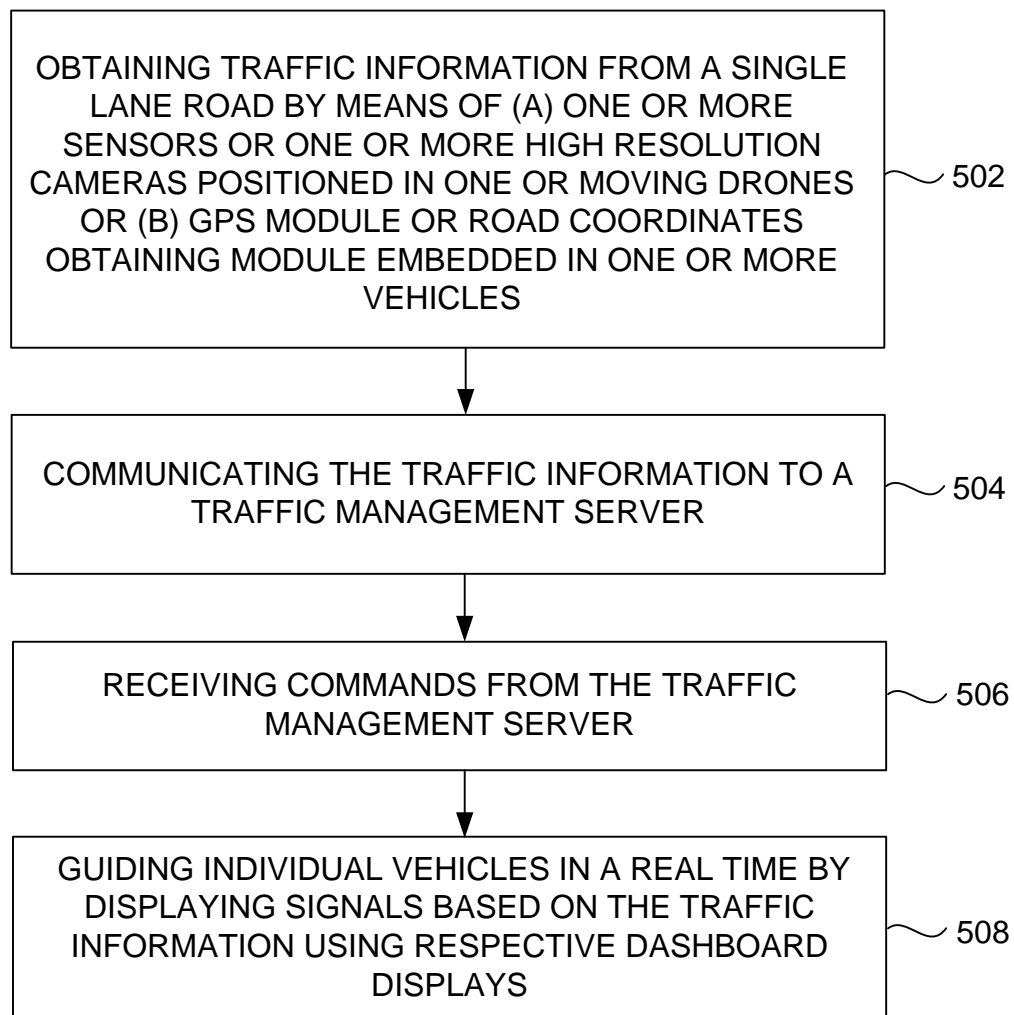 OBTAINING TRAFFIC INFORMATION FROM A SINGLE
LANE ROAD BY MEANS OF (A) ONE OR MORE
SENSORS OR ONE OR MORE HIGH RESOLUTION
CAMERAS POSITIONED IN ONE OR MOVING DRONES
OR (B) GPS MODULE OR ROAD COORDINATES
OBTAINING MODULE EMBEDDED IN ONE OR MORE
VEHICLES
502
COMMUNICATING THE TRAFFIC INFORMATION TO A
TRAFFIC MANAGEMENT SERVER
504
RECEIVING COMMANDS FROM THE TRAFFIC
MANAGEMENT SERVER
506
GUIDING INDIVIDUAL VEHICLES IN A REAL TIME BY
DISPLAYING SIGNALS BASED ON THE TRAFFIC
INFORMATION USING RESPECTIVE DASHBOARD
DISPLAYS
508